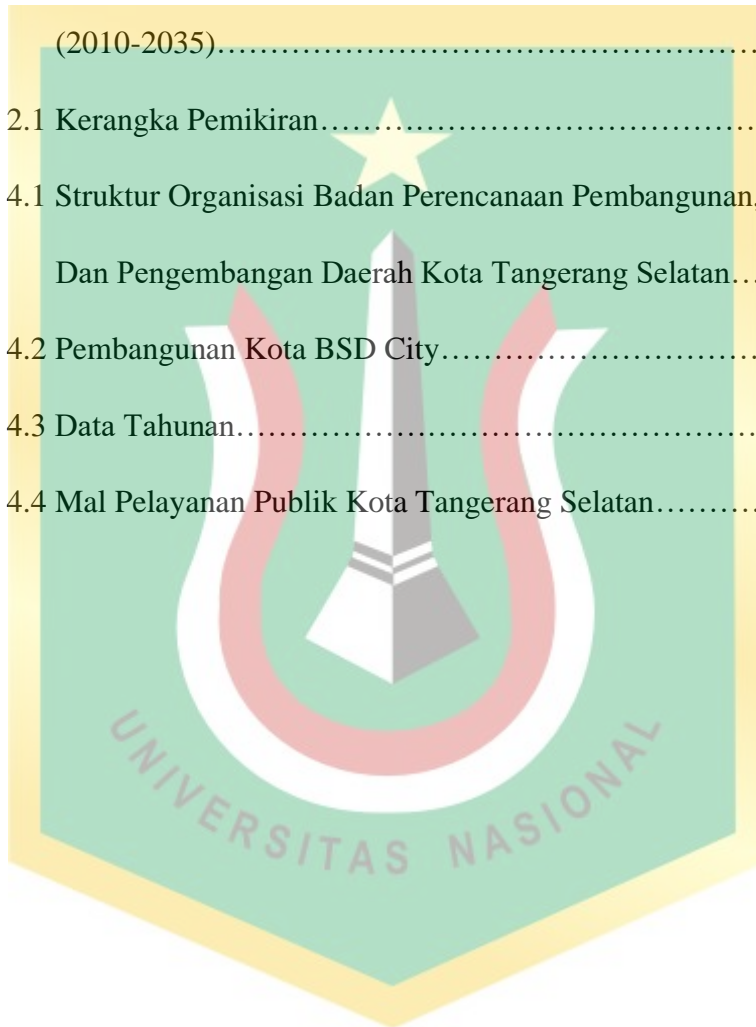 (2010-2035)……………………………………………
2.1 Kerangka Pemikiran……………………………………
4.1 Struktur Organisasi Badan Perencanaan Pembangunan,
Dan Pengembangan Daerah Kota Tangerang Selatan…
4.2 Pembangunan Kota BSD City……………………………
4.3 Data Tahunan……………………………………………
4.4 Mal Pelayanan Publik Kota Tangerang Selatan…………
UNIVERSITAS NASIONAL